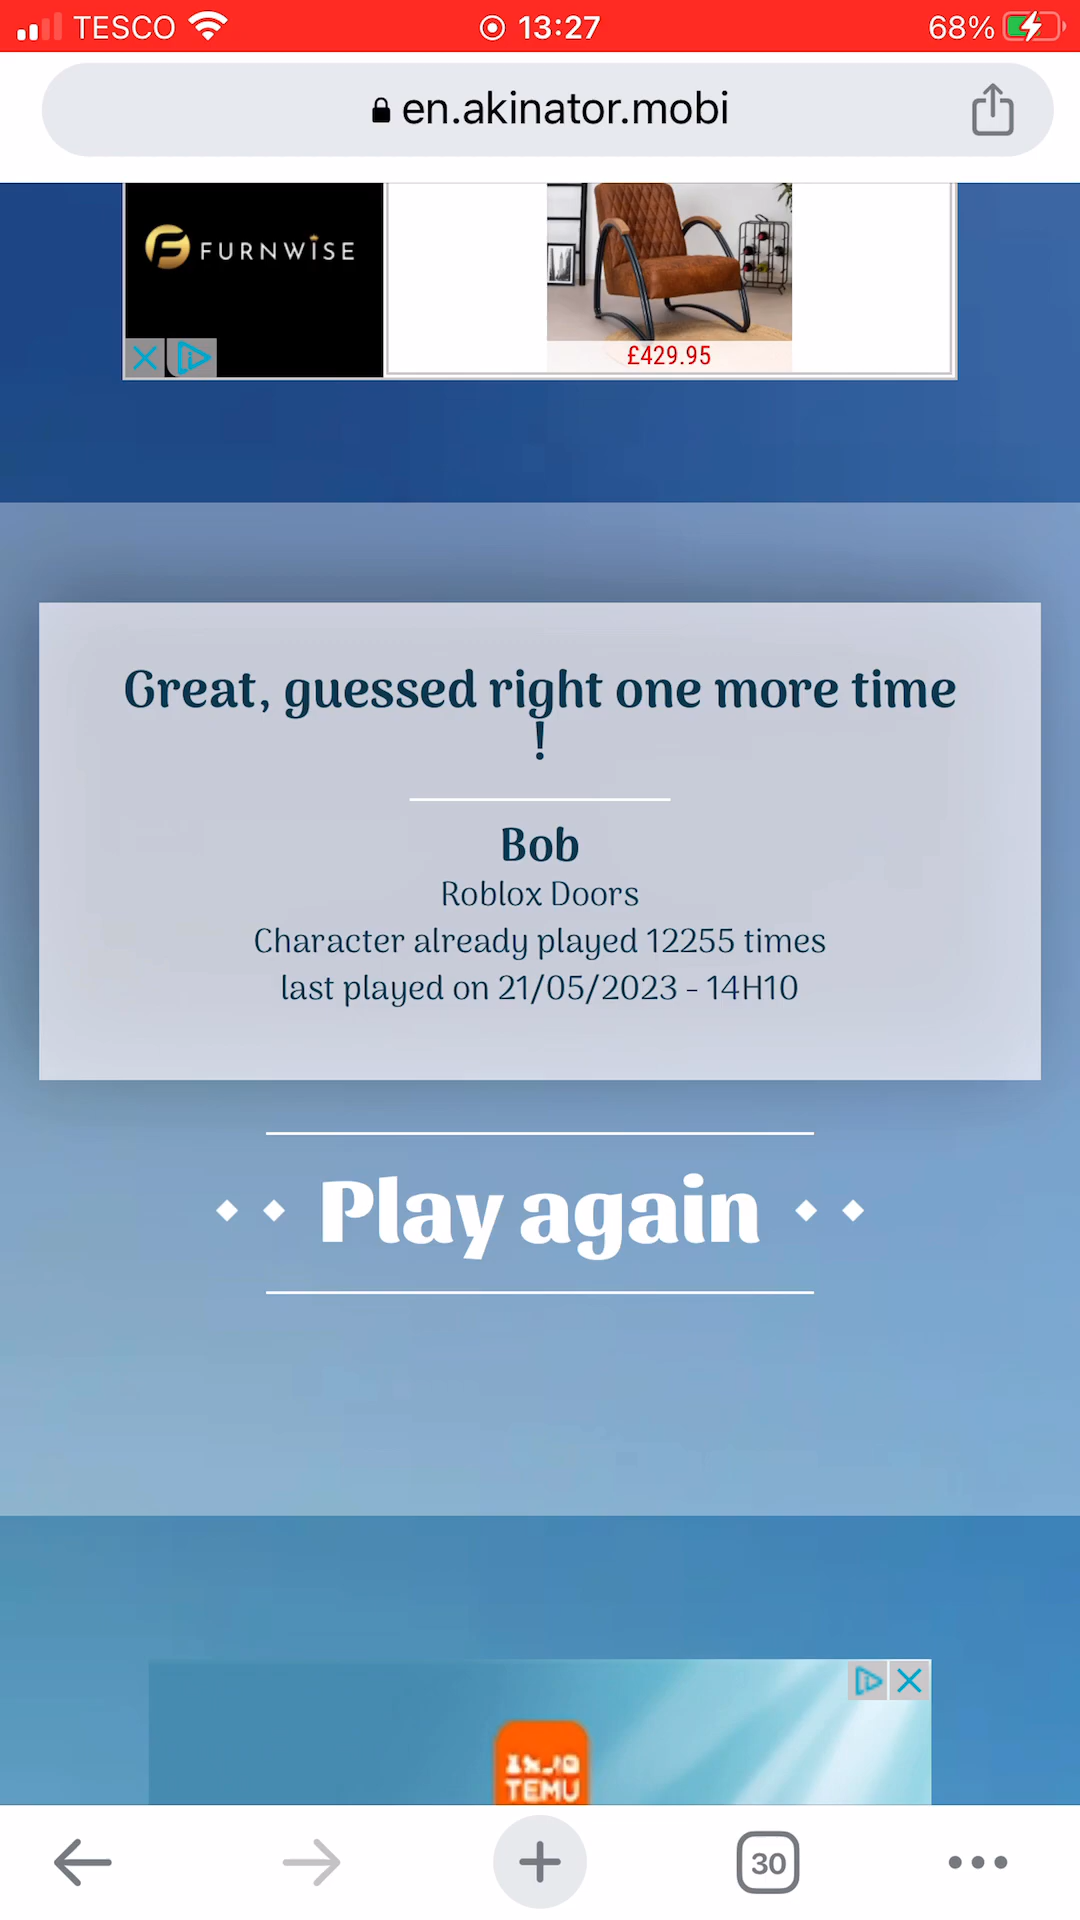 TESCO 13:27 68%
en.akinator.mobi
FURNWISE
£429.95
Great, guessed right one more time
!
Bob
Roblox Doors
Character already played 12255 times
last played on 21/05/2023 - 14H10
Play again
TEMU
30